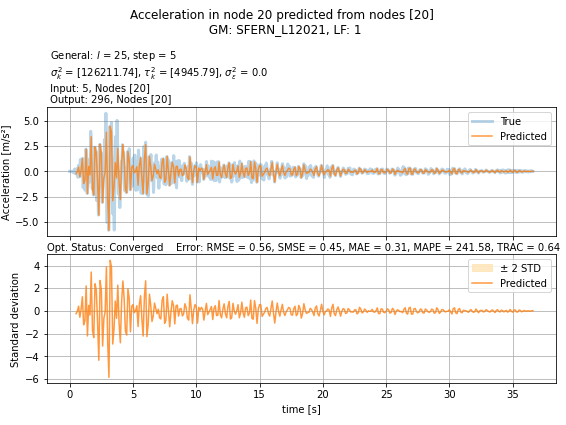 Acceleration in node 20 predicted from nodes [20]
GM: SFERN_L12021, LF: 1
General: l = 25, step = 5
σ²ₖ = [126211.74], τ²ₖ = [4945.79], σ²ε = 0.0
Input: 5, Nodes [20]
Output: 296, Nodes [20]
Acceleration [m/s²]
5.0
2.5
0.0
−2.5
−5.0
True
Predicted
Opt. Status: Converged Error: RMSE = 0.56, SMSE = 0.45, MAE = 0.31, MAPE = 241.58, TRAC = 0.64
Standard deviation
4
2
0
−2
−4
−6
± 2 STD
Predicted
0 5 10 15 20 25 30 35
time [s]